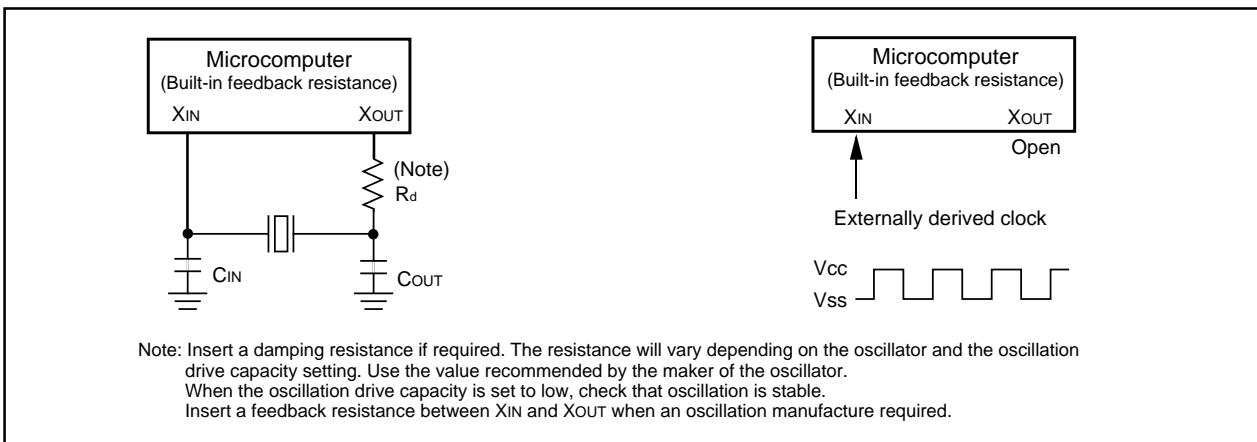 Microcomputer
(Built-in feedback resistance)
XIN
XOUT
(Note)
Rd
CIN
COUT
Microcomputer
(Built-in feedback resistance)
XIN
XOUT
Open
Externally derived clock
Vcc
Vss
Note: Insert a damping resistance if required. The resistance will vary depending on the oscillator and the oscillation
drive capacity setting. Use the value recommended by the maker of the oscillator.
When the oscillation drive capacity is set to low, check that oscillation is stable.
Insert a feedback resistance between XIN and XOUT when an oscillation manufacture required.